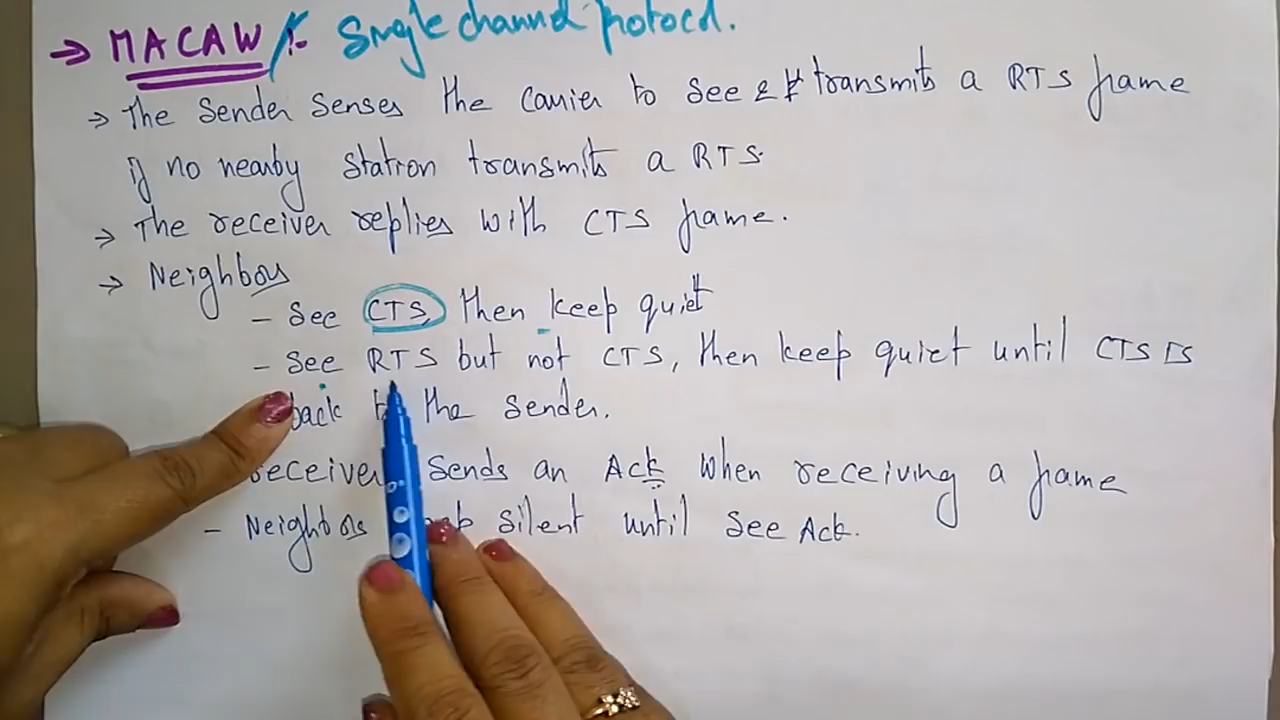 → MACAW :- Single channel protocol.
→ The sender senses the carrier to see & transmits a RTS frame
if no nearby station transmits a RTS.
→ The receiver replies with CTS frame.
→ Neighbors
- See CTS, then keep quiet
- See RTS but not CTS, then keep quiet until CTS is
back the sender.
receiver sends an Ack when receiving a frame
- Neighbors silent until see Ack.